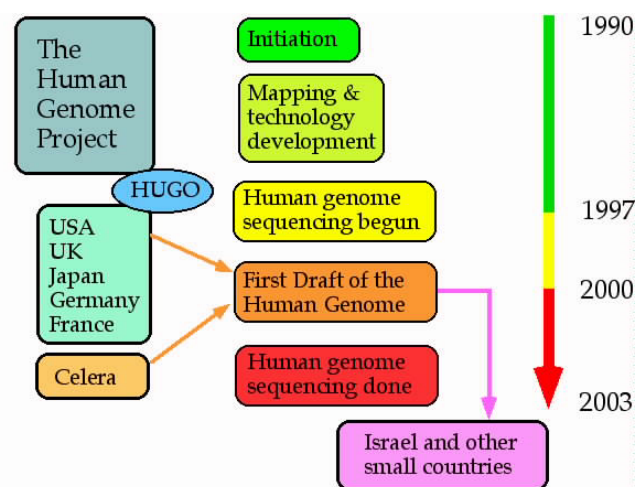 The
Human
Genome
Project
HUGO
USA
UK
Japan
Germany
France
Celera
Initiation
Mapping &
technology
development
Human genome
sequencing begun
First Draft of the
Human Genome
Human genome
sequencing done
Israel and other
small countries
1990
1997
2000
2003